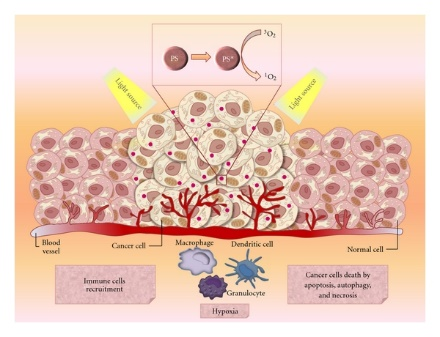 PS
PS*
³O₂
¹O₂
Light source
Light source
Blood
vessel
Cancer cell
Macrophage
Dendritic cell
Normal cell
Granulocyte
Immune cells
recruitment
Cancer cells death by
apoptosis, autophagy,
and necrosis
Hypoxia